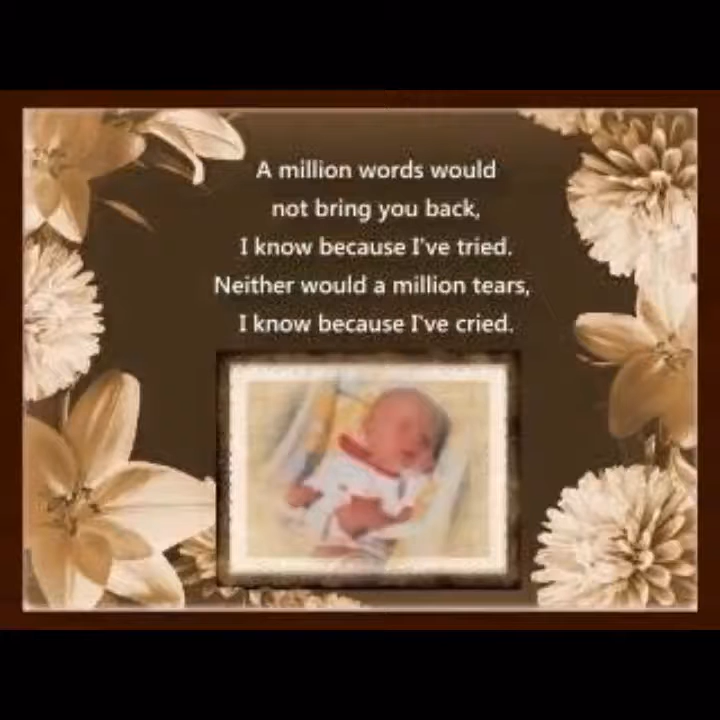 A million words would
not bring you back,
I know because I've tried.
Neither would a million tears,
I know because I've cried.